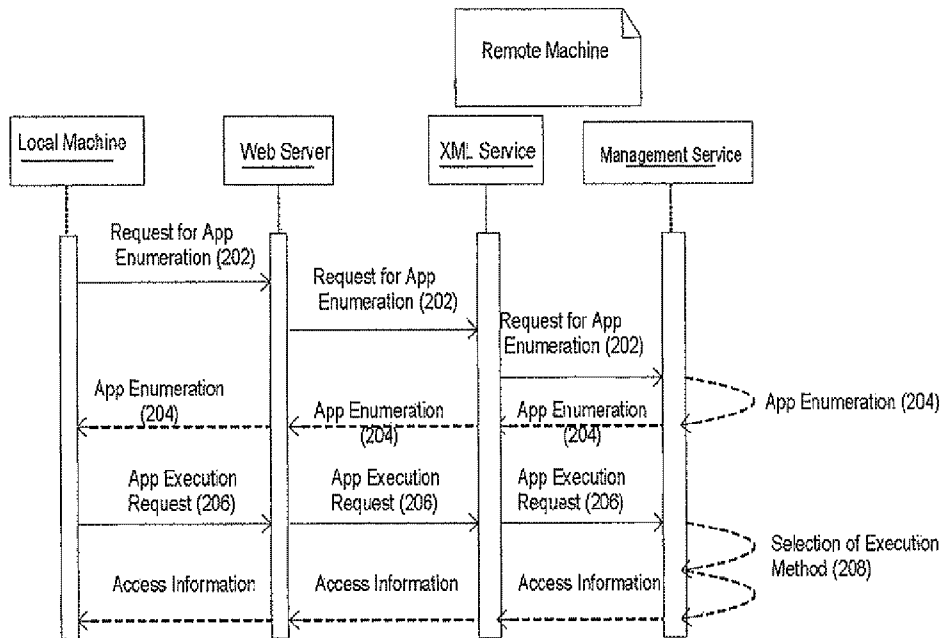 Remote Machine
Local Machine
Web Server
XML Service
Management Service
Request for App
Enumeration (202)
Request for App
Enumeration (202)
Request for App
Enumeration (202)
App Enumeration
(204)
App Enumeration
(204)
App Enumeration
(204)
App Enumeration (204)
App Execution
Request (206)
App Execution
Request (206)
App Execution
Request (206)
Selection of Execution
Method (208)
Access Information
Access Information
Access Information